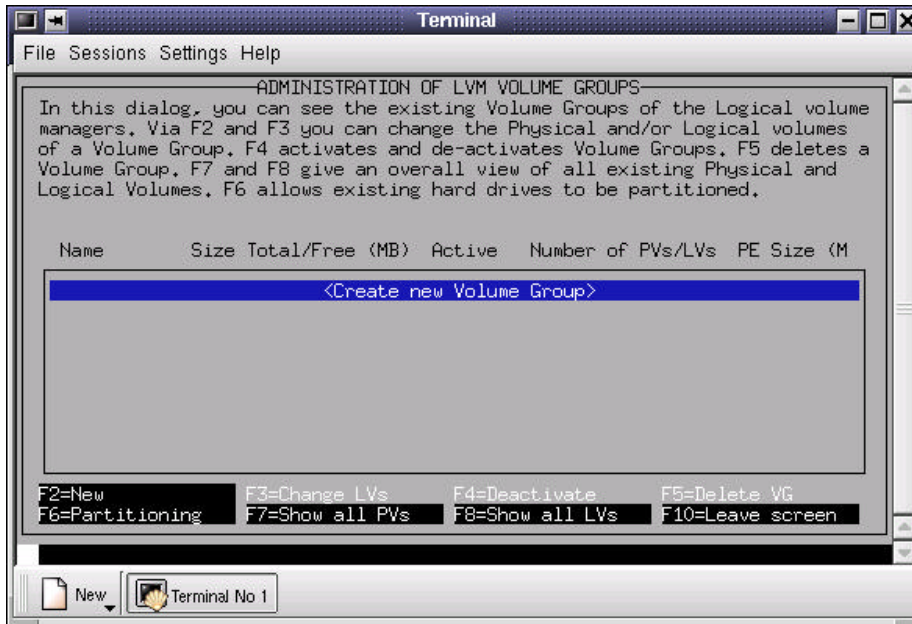 Terminal
File Sessions Settings Help
ADMINISTRATION OF LVM VOLUME GROUPS
In this dialog, you can see the existing Volume Groups of the Logical volume
managers. Via F2 and F3 you can change the Physical and/or Logical volumes
of a Volume Group. F4 activates and de-activates Volume Groups. F5 deletes a
Volume Group. F7 and F8 give an overall view of all existing Physical and
Logical Volumes. F6 allows existing hard drives to be partitioned.
Name Size Total/Free (MB) Active Number of PVs/LVs PE Size (M
<Create new Volume Group>
F2=New F3=Change LVs F4=Deactivate F5=Delete VG
F6=Partitioning F7=Show all PVs F8=Show all LVs F10=Leave screen
New Terminal No 1